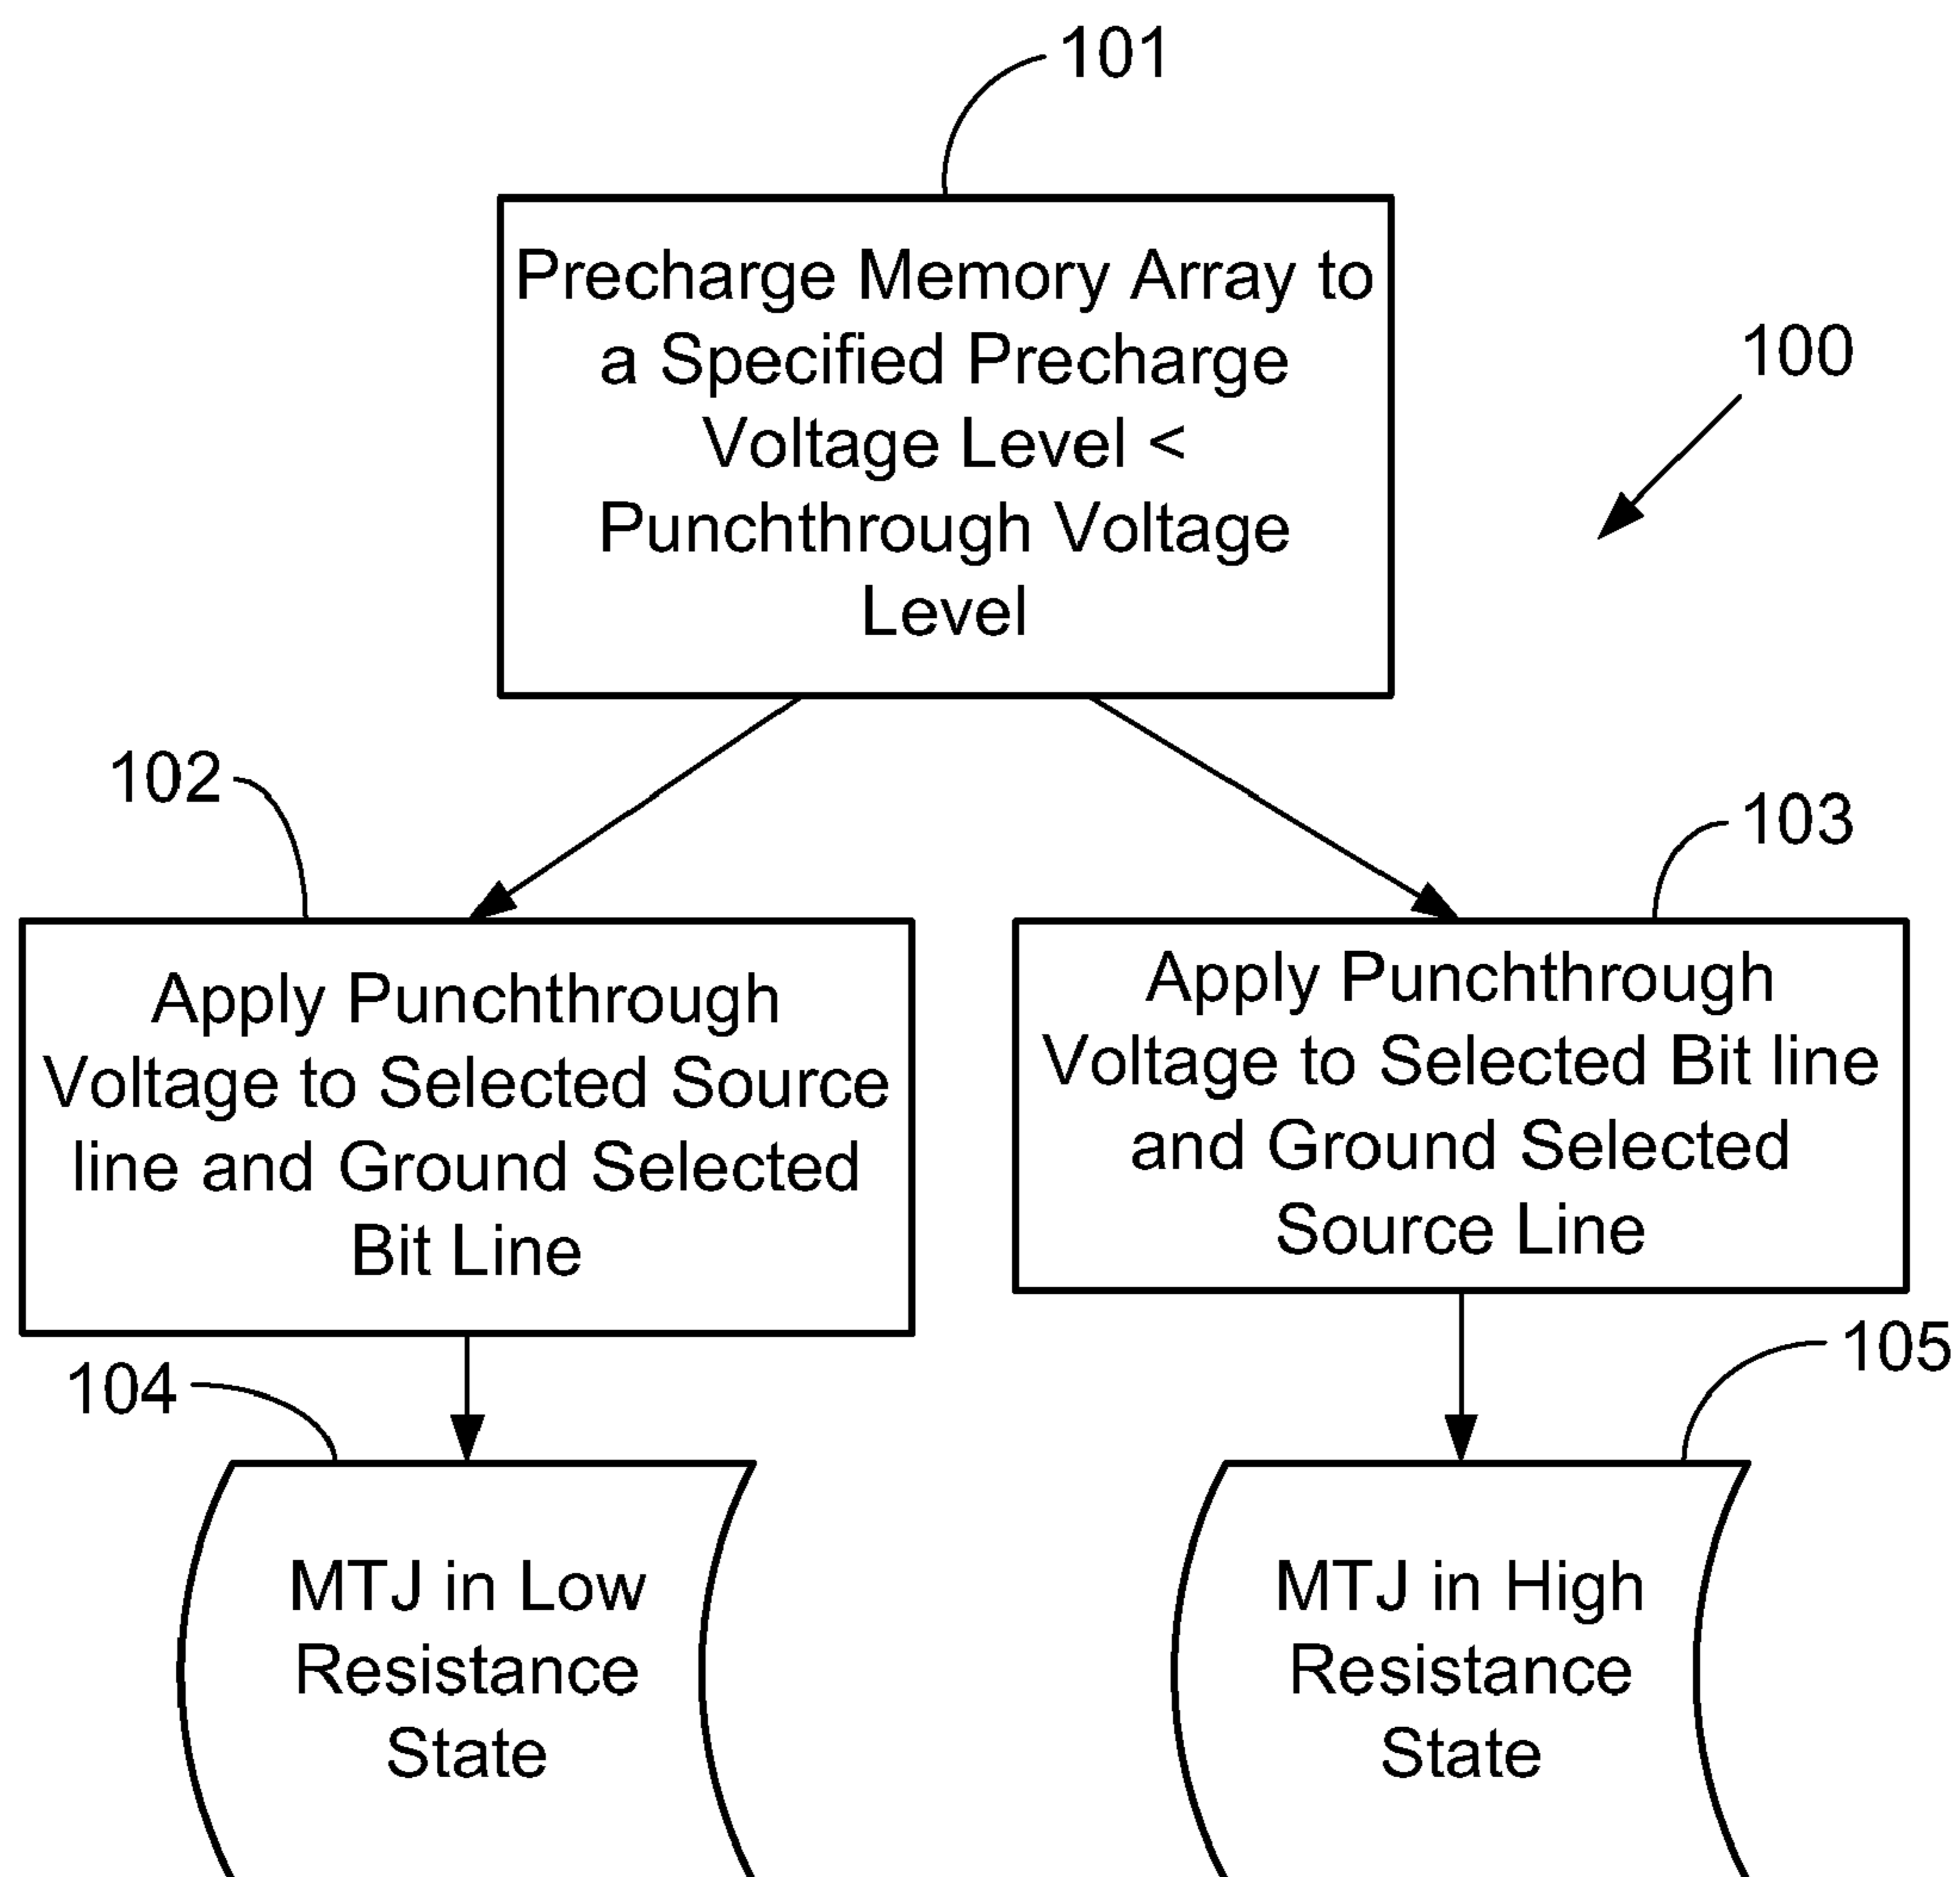 101
Precharge Memory Array to
a Specified Precharge
Voltage Level <
Punchthrough Voltage
Level
100
102
Apply Punchthrough
Voltage to Selected Source
line and Ground Selected
Bit Line
103
Apply Punchthrough
Voltage to Selected Bit line
and Ground Selected
Source Line
104
MTJ in Low
Resistance
State
105
MTJ in High
Resistance
State